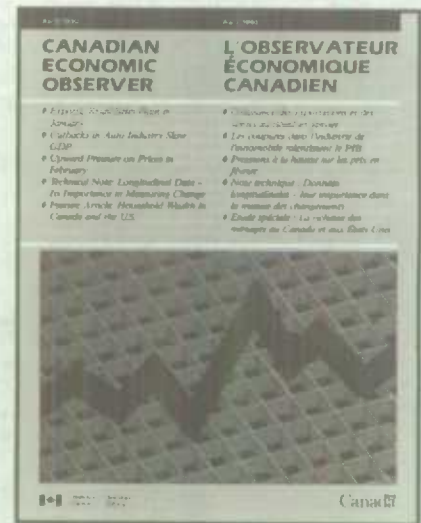 CANADIAN
ECONOMIC
OBSERVER
January
Cutbacks in Auto Industry Slow
GDP
Upward Pressure on Prices in
February
Technical Note: Longitudinal Data -
Its Importance in Measuring Change
Feature Article: Household Wealth in
Canada and the U.S.
L'OBSERVATEUR
ÉCONOMIQUE
CANADIEN
Les coupures dans l'industrie de
l'automobile ralentissent le PIB
Pressions à la hausse sur les prix en
février
Note technique : Données
longitudinales - leur importance dans
la mesure des changements
Étude spéciale : La richesse des
ménages au Canada et aux États-Unis
Canada